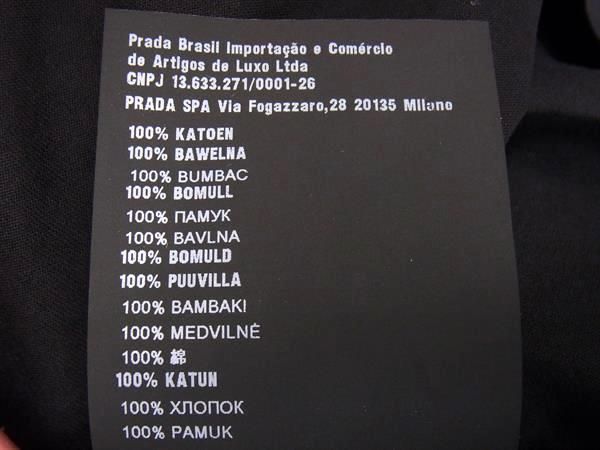 Prada Brasil Importação e Comércio
de Artigos de Luxo Ltda
CNPJ 13.633.271/0001-26
PRADA SPA Via Fogazzaro,28 20135 Milano
100% KATOEN
100% BAWELNA
100% BUMBAC
100% BOMULL
100% ПАМУК
100% BAVLNA
100% BOMULD
100% PUUVILLA
100% BAMBAKI
100% MEDVILNĖ
100% 綿
100% KATUN
100% ХЛОПОК
100% PAMUK